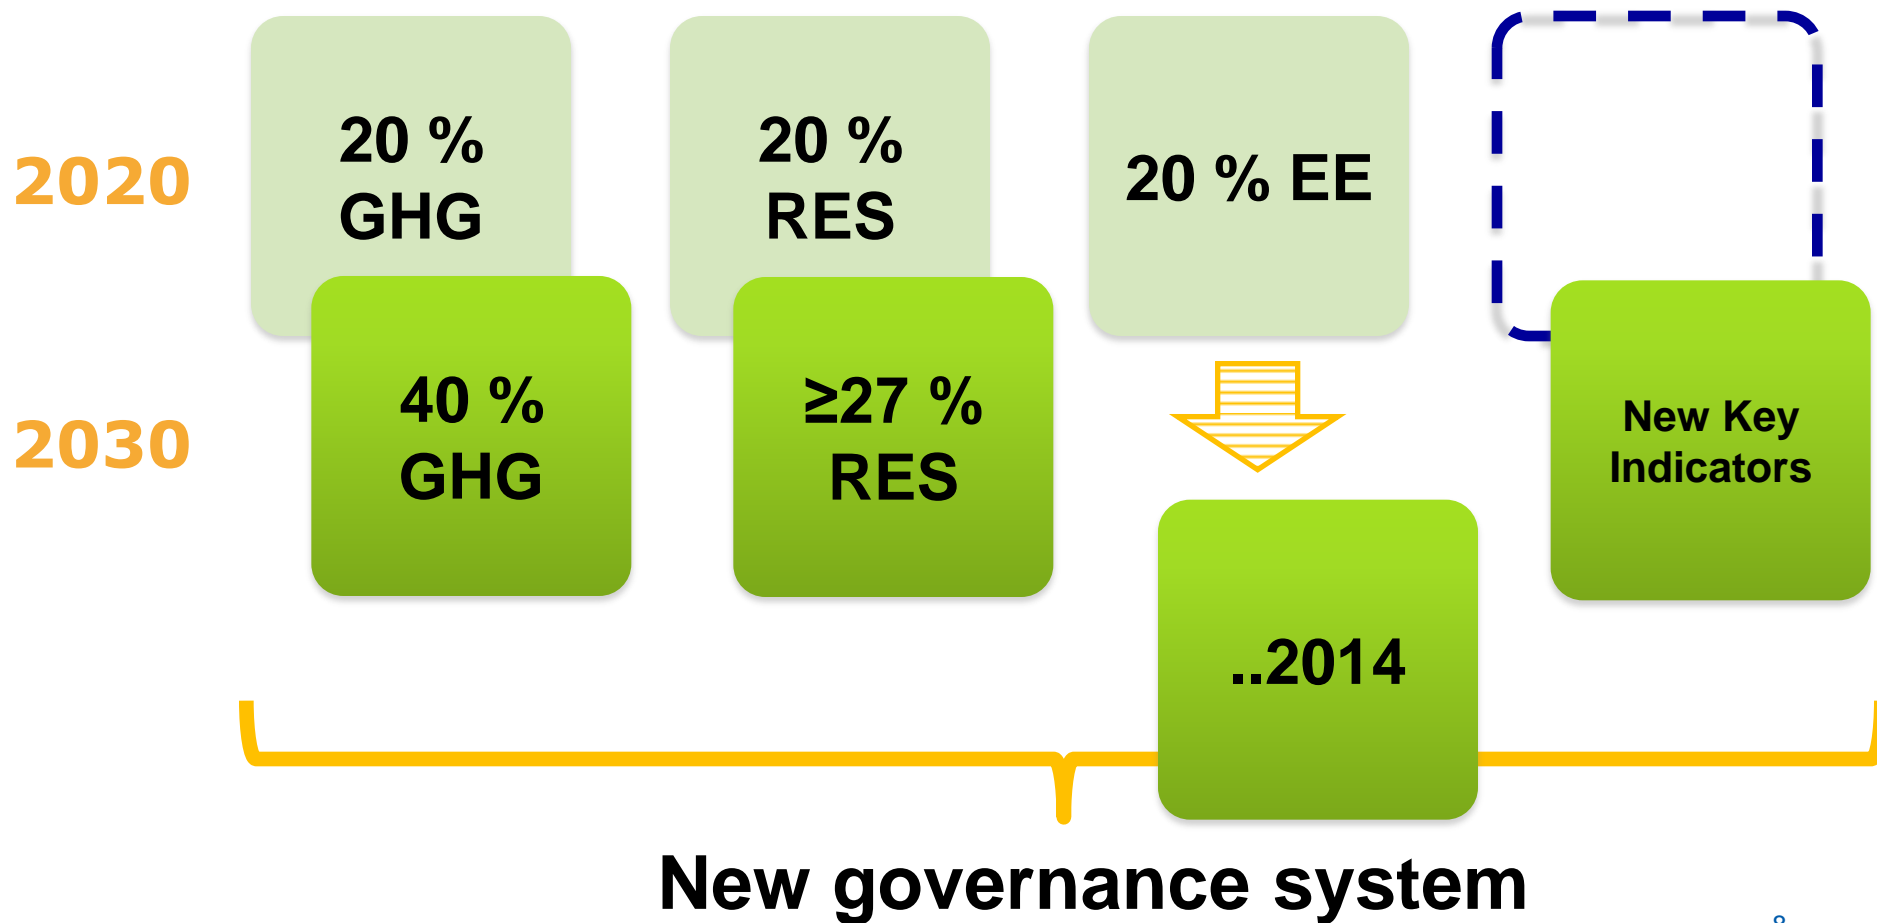 2020
20 %
GHG
20 %
RES
20 % EE
2030
40 %
GHG
≥27 %
RES
New Key
Indicators
..2014
New governance system